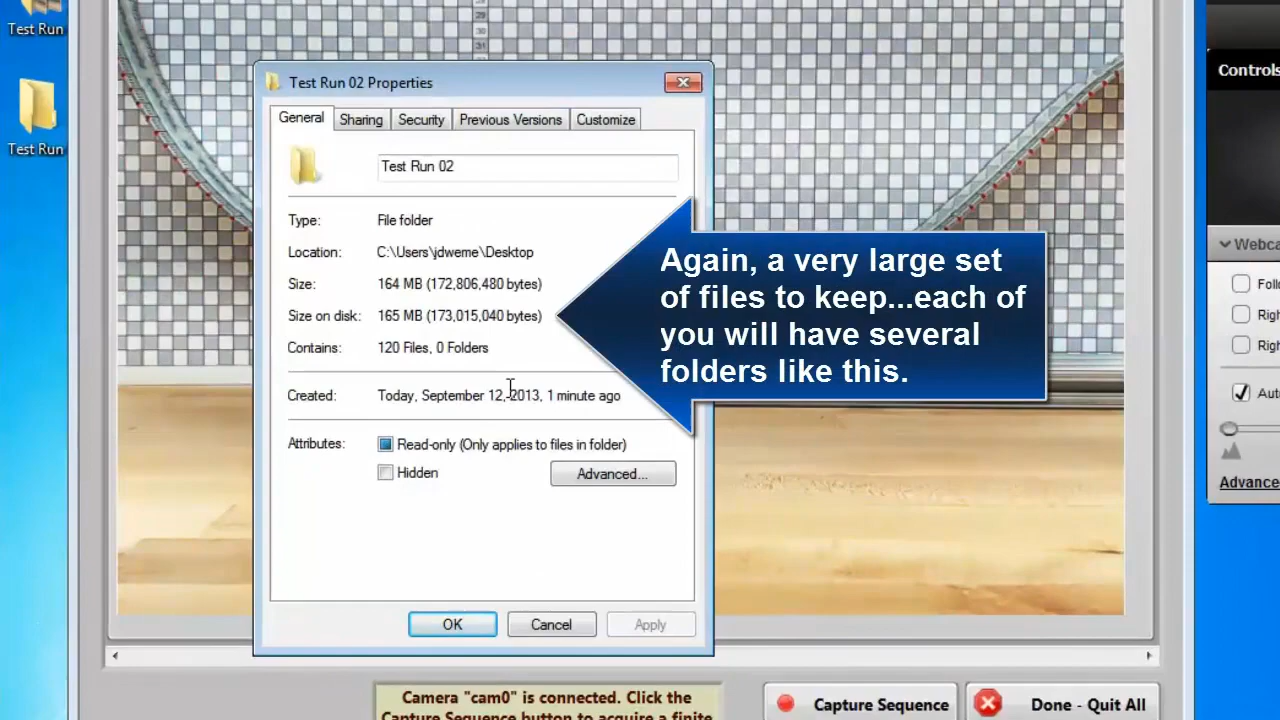 Test Run
Test Run
Test Run 02 Properties
General
Sharing
Security
Previous Versions
Customize
Test Run 02
Type:
File folder
Location:
C:\Users\jdweme\Desktop
Size:
164 MB (172,806,480 bytes)
Size on disk:
165 MB (173,015,040 bytes)
Contains:
120 Files, 0 Folders
Created:
Today, September 12, 2013, 1 minute ago
Attributes:
Read-only (Only applies to files in folder)
Hidden
Advanced...
OK
Cancel
Apply
Again, a very large set
of files to keep...each of
you will have several
folders like this.
29
30
31
Controls
Camera "cam0" is connected. Click the
Capture Sequence button to acquire a finite
Capture Sequence
Done - Quit All